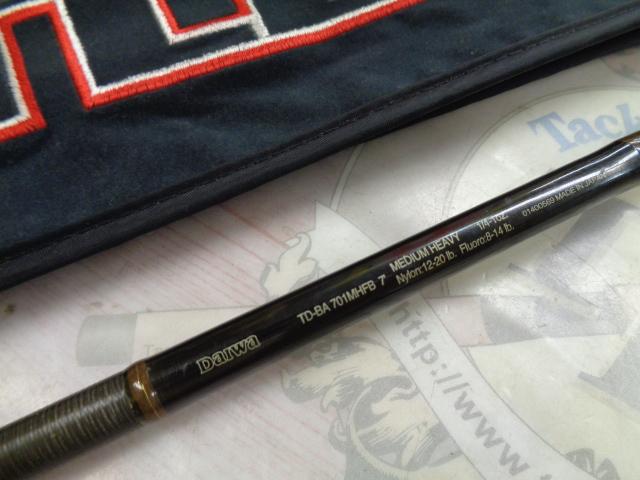 Tack
Daiwa
TD-BA 701MHFB 7' MEDIUM HEAVY 1/4-1oz
Nylon:12-20 lb. Fluoro:8-14 lb.
01400569 MADE IN JAPAN
http://www.